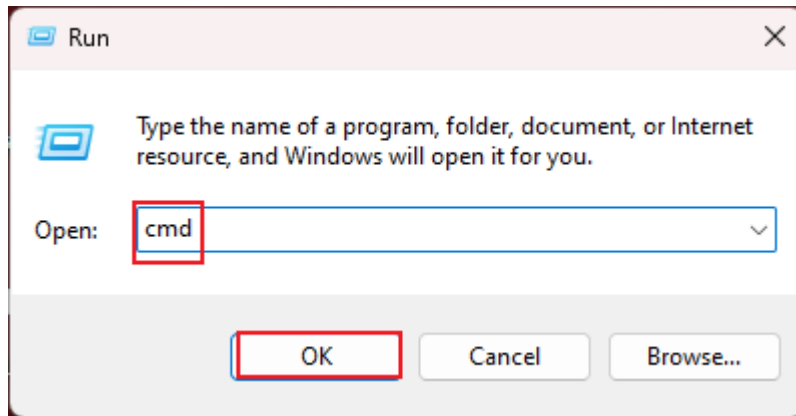 Run
Type the name of a program, folder, document, or Internet
resource, and Windows will open it for you.
Open: cmd
OK Cancel Browse...